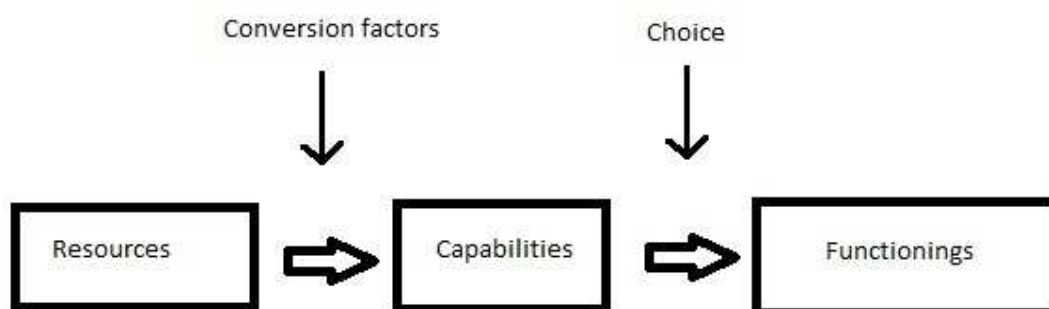 Conversion factors
Choice
Resources
Capabilities
Functionings